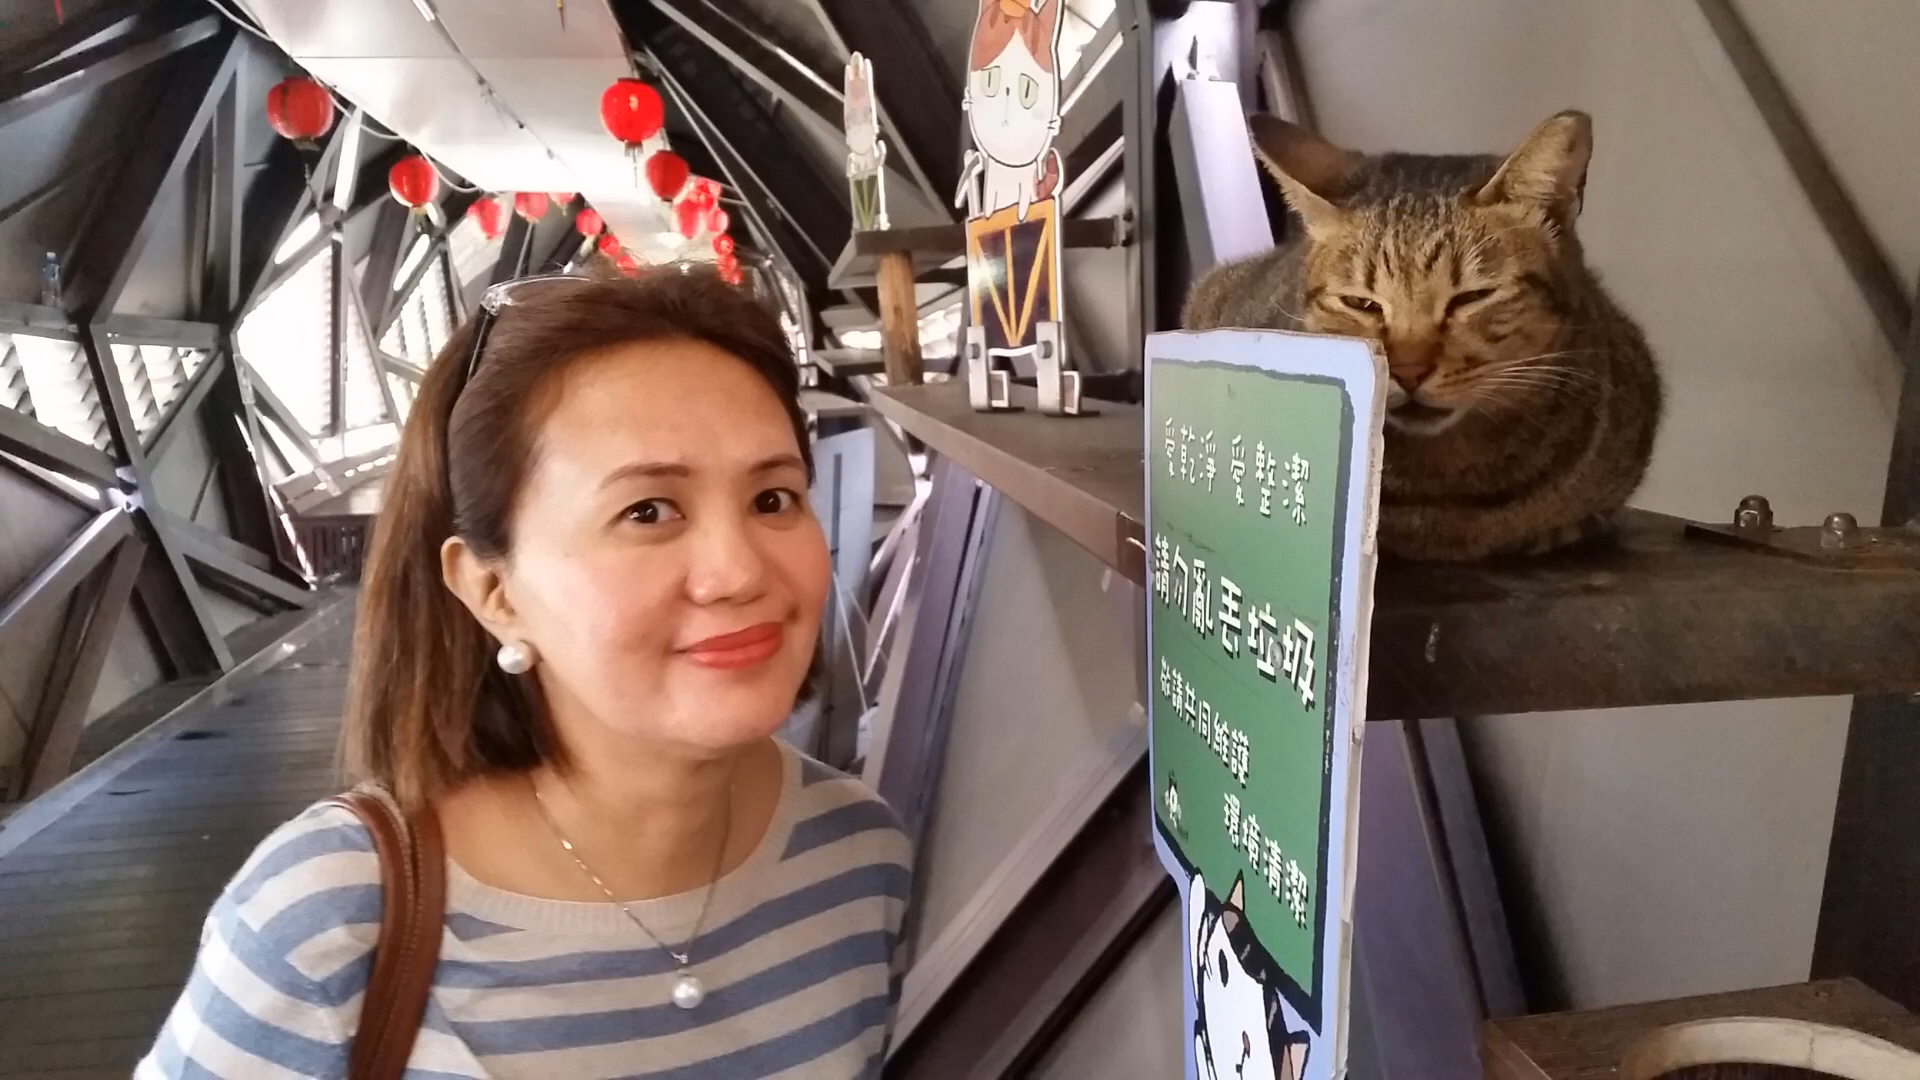 愛乾淨 愛整潔
請勿亂丟垃圾
敬請共同維護
環境清潔